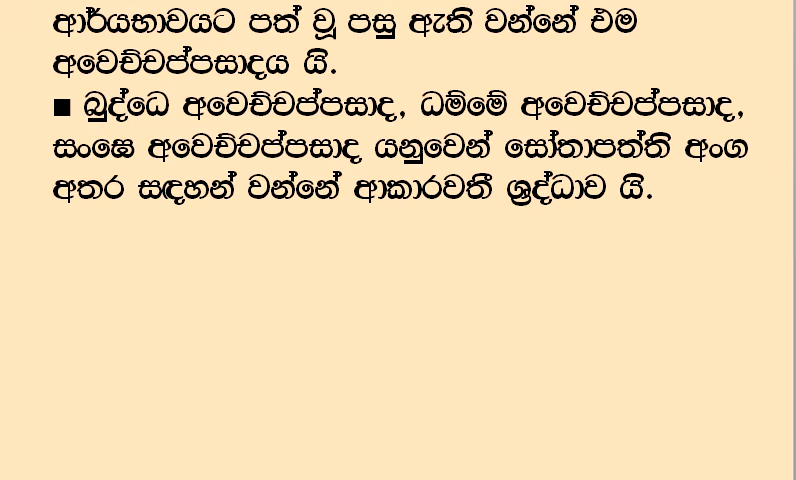 ආර්යභාවයට පත් වූ පසු ඇති වන්නේ එම
අවෙච්චප්පසාදය යි.
■ බුද්ධෙ අවෙච්චප්පසාද, ධම්මේ අවෙච්චප්පසාද,
සංඝෙ අවෙච්චප්පසාද යනුවෙන් සෝතාපත්ති අංග
අතර සඳහන් වන්නේ ආකාරවතී ශ්‍රද්ධාව යි.